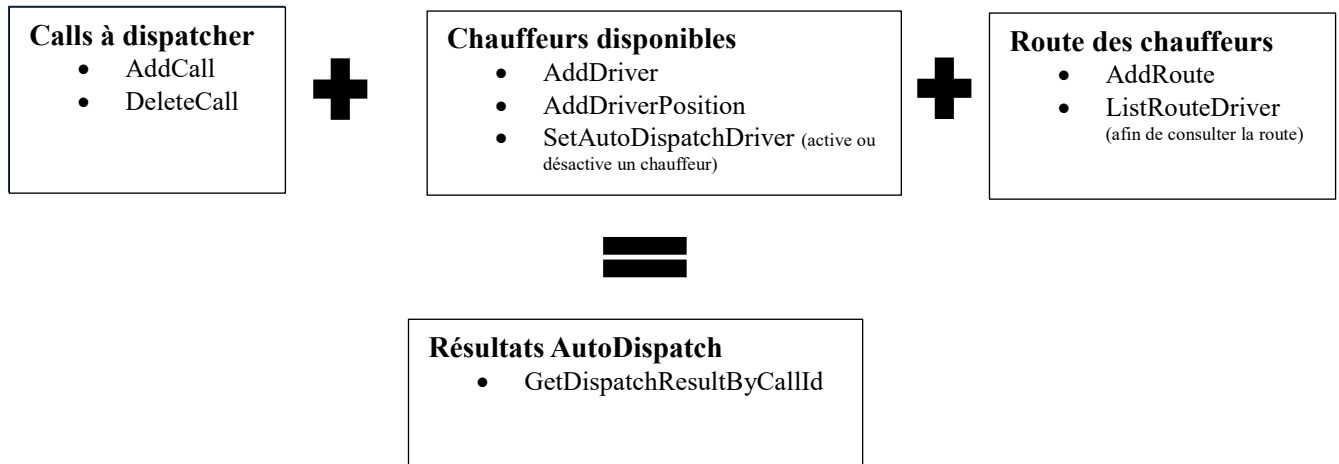 Calls à dispatcher
• AddCall
• DeleteCall
Chauffeurs disponibles
• AddDriver
• AddDriverPosition
• SetAutoDispatchDriver (active ou
désactive un chauffeur)
Route des chauffeurs
• AddRoute
• ListRouteDriver
(afin de consulter la route)
Résultats AutoDispatch
• GetDispatchResultByCallId